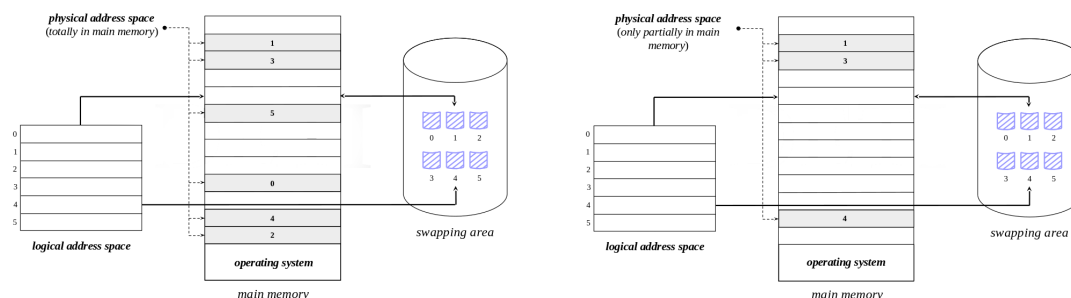 physical address space
(totally in main memory)
1
3
5
0
4
2
operating system
main memory
0
1
2
3
4
5
logical address space
0 1 2
3 4 5
swapping area
physical address space
(only partially in main
memory)
1
3
4
operating system
main memory
0
1
2
3
4
5
logical address space
0 1 2
3 4 5
swapping area